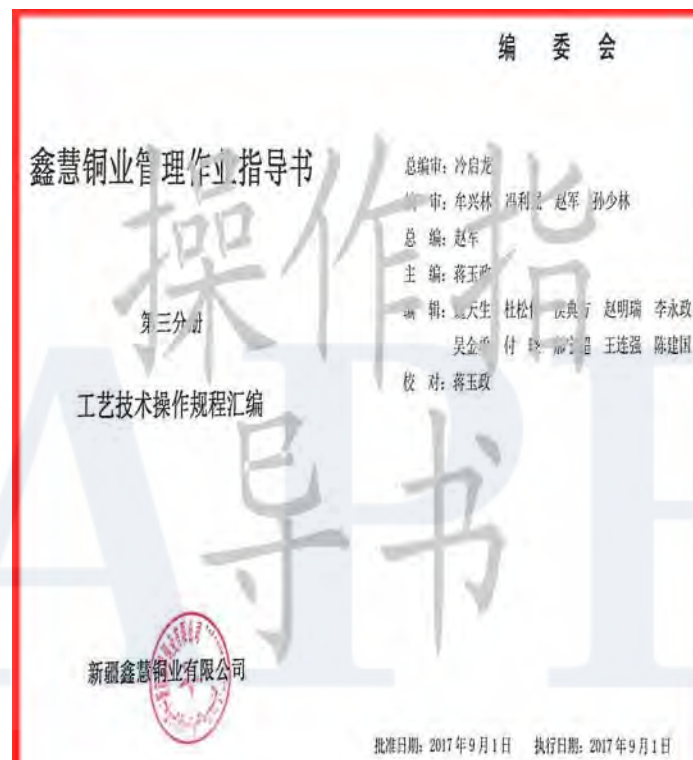 鑫慧铜业管理作业指导书
第三分册
工艺技术操作规程汇编
新疆鑫慧铜业有限公司
编 委 会
总编审：冷启龙
审：牟兴林 冯利 赵军 孙少林
总 编：赵军
主 编：蒋玉政
编 辑：天生 杜松 典 赵明瑞 李永政
吴金 付 王连强 陈建国
校 对：蒋玉政
批准日期：2017年9月1日 执行日期：2017年9月1日
操作指
导书
APE